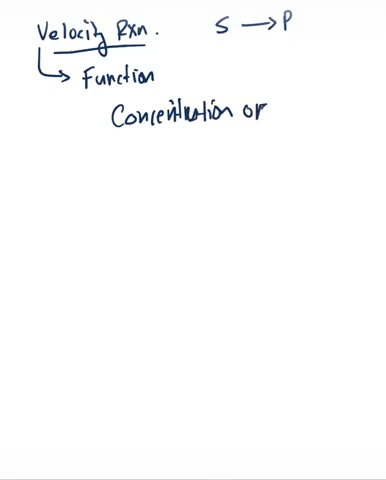 Velocity Rxn. S → P
↳ Function
Concentration or